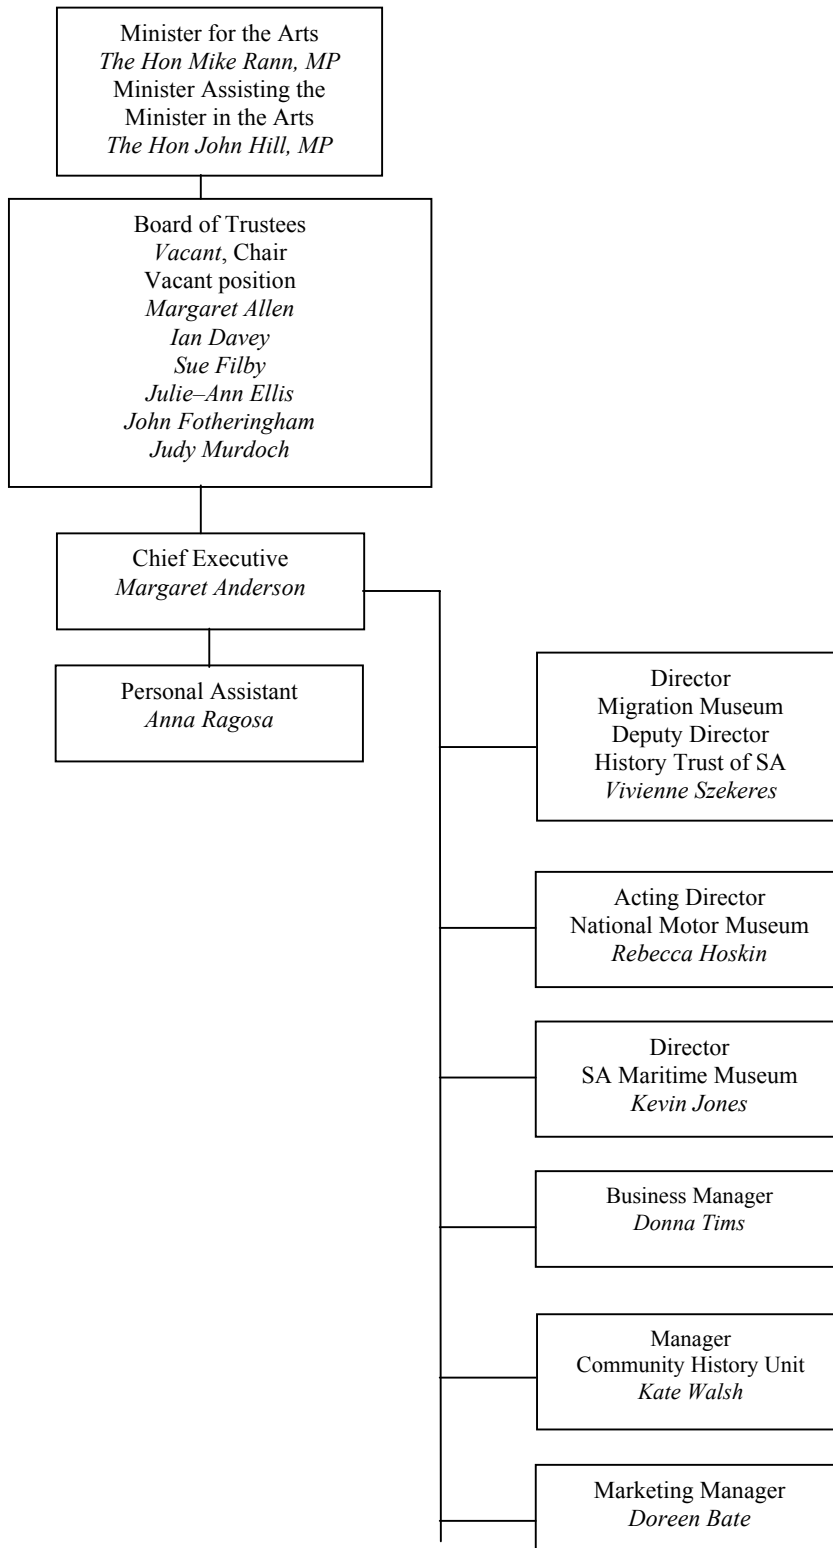 Minister for the Arts
The Hon Mike Rann, MP
Minister Assisting the
Minister in the Arts
The Hon John Hill, MP
Board of Trustees
Vacant, Chair
Vacant position
Margaret Allen
Ian Davey
Sue Filby
Julie–Ann Ellis
John Fotheringham
Judy Murdoch
Chief Executive
Margaret Anderson
Personal Assistant
Anna Ragosa
Director
Migration Museum
Deputy Director
History Trust of SA
Vivienne Szekeres
Acting Director
National Motor Museum
Rebecca Hoskin
Director
SA Maritime Museum
Kevin Jones
Business Manager
Donna Tims
Manager
Community History Unit
Kate Walsh
Marketing Manager
Doreen Bate